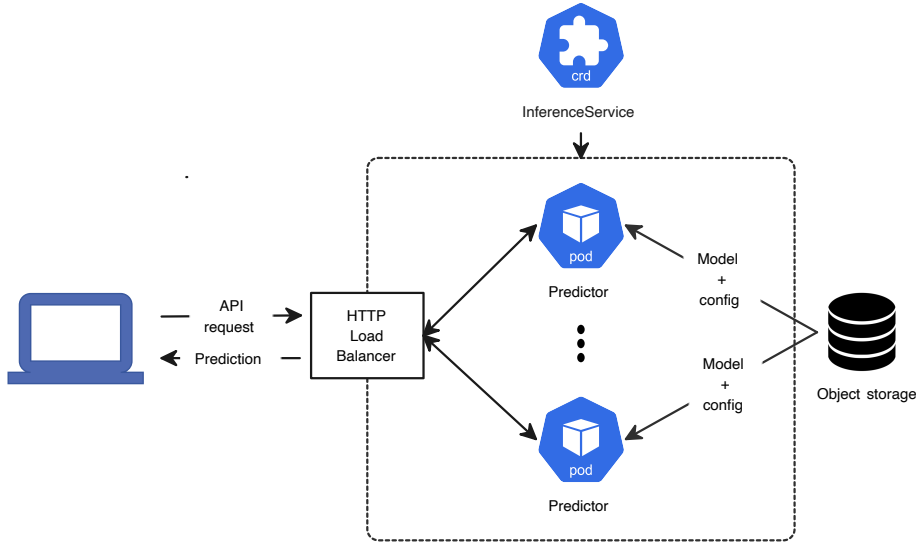 crd
InferenceService
pod
Predictor
Model
+
config
API
request
Prediction
HTTP
Load
Balancer
Model
+
config
Object storage
pod
Predictor